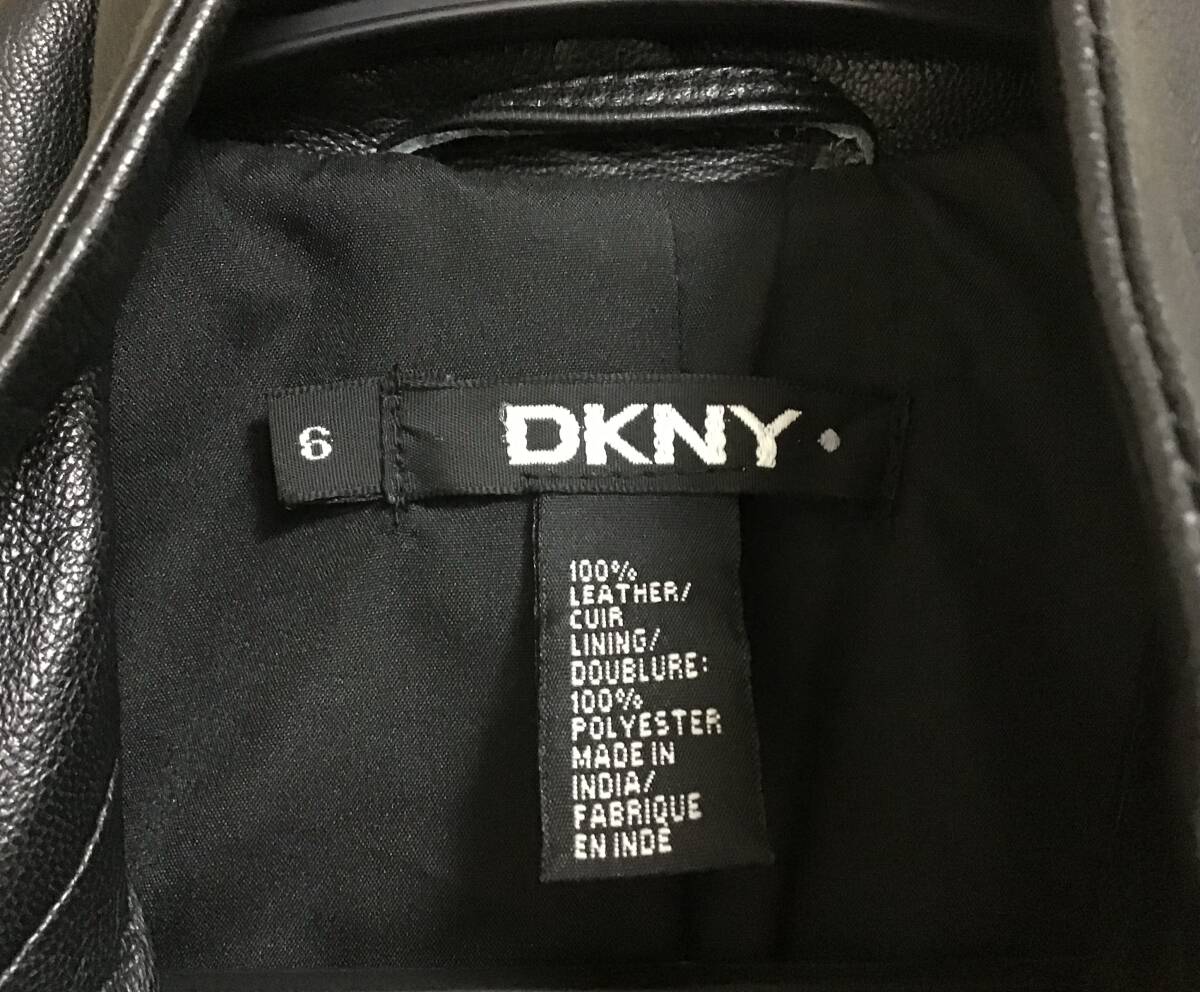 6
DKNY
100%
LEATHER/
CUIR
LINING/
DOUBLURE:
100%
POLYESTER
MADE IN
INDIA/
FABRIQUE
EN INDE